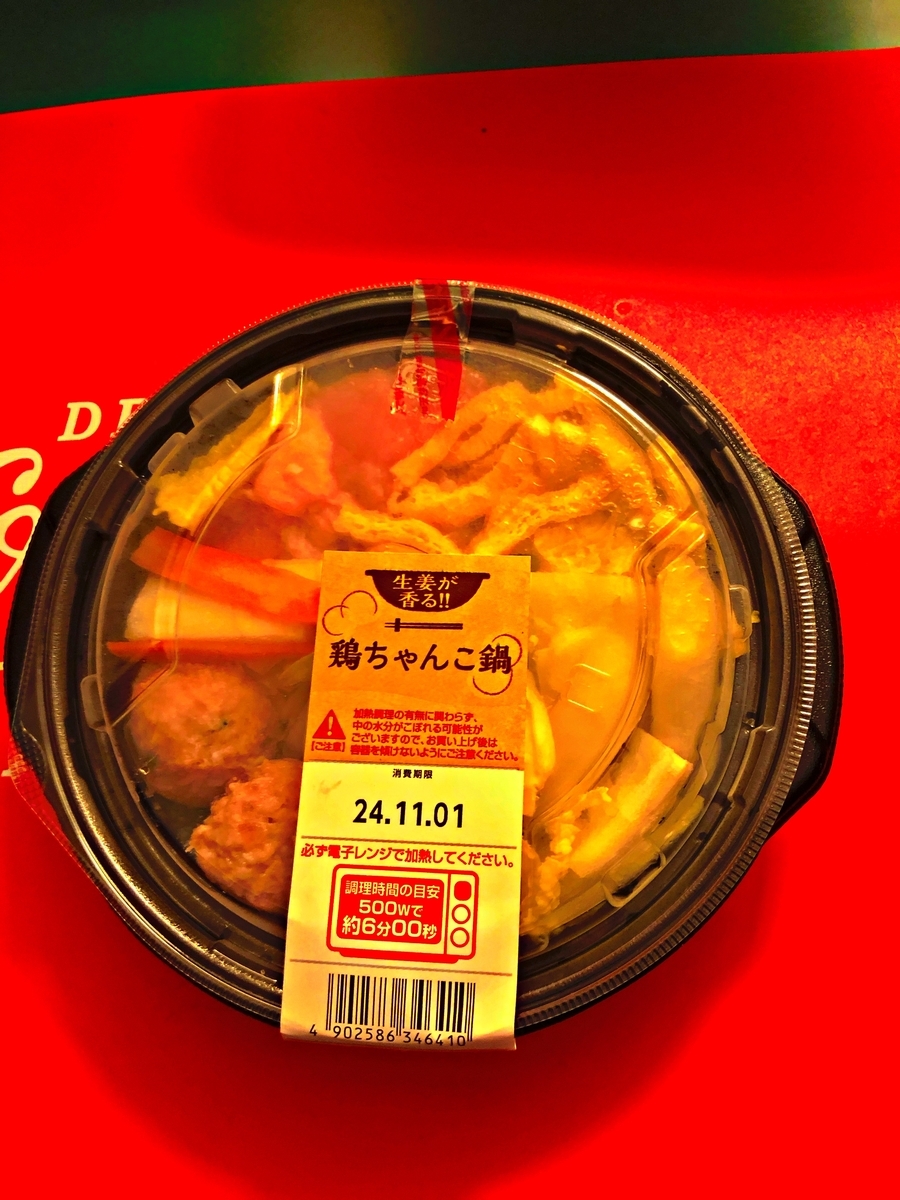 DE
生姜が
香る!!
鶏ちゃんこ鍋
加熱調理の有無に関わらず、
中の水分がこぼれる可能性が
ございますので、お買い上げ後は
容器を傾けないようにご注意ください。
【ご注意】
消費期限
24.11.01
必ず電子レンジで加熱してください。
調理時間の目安
500Wで
約6分00秒
4 902586 346410